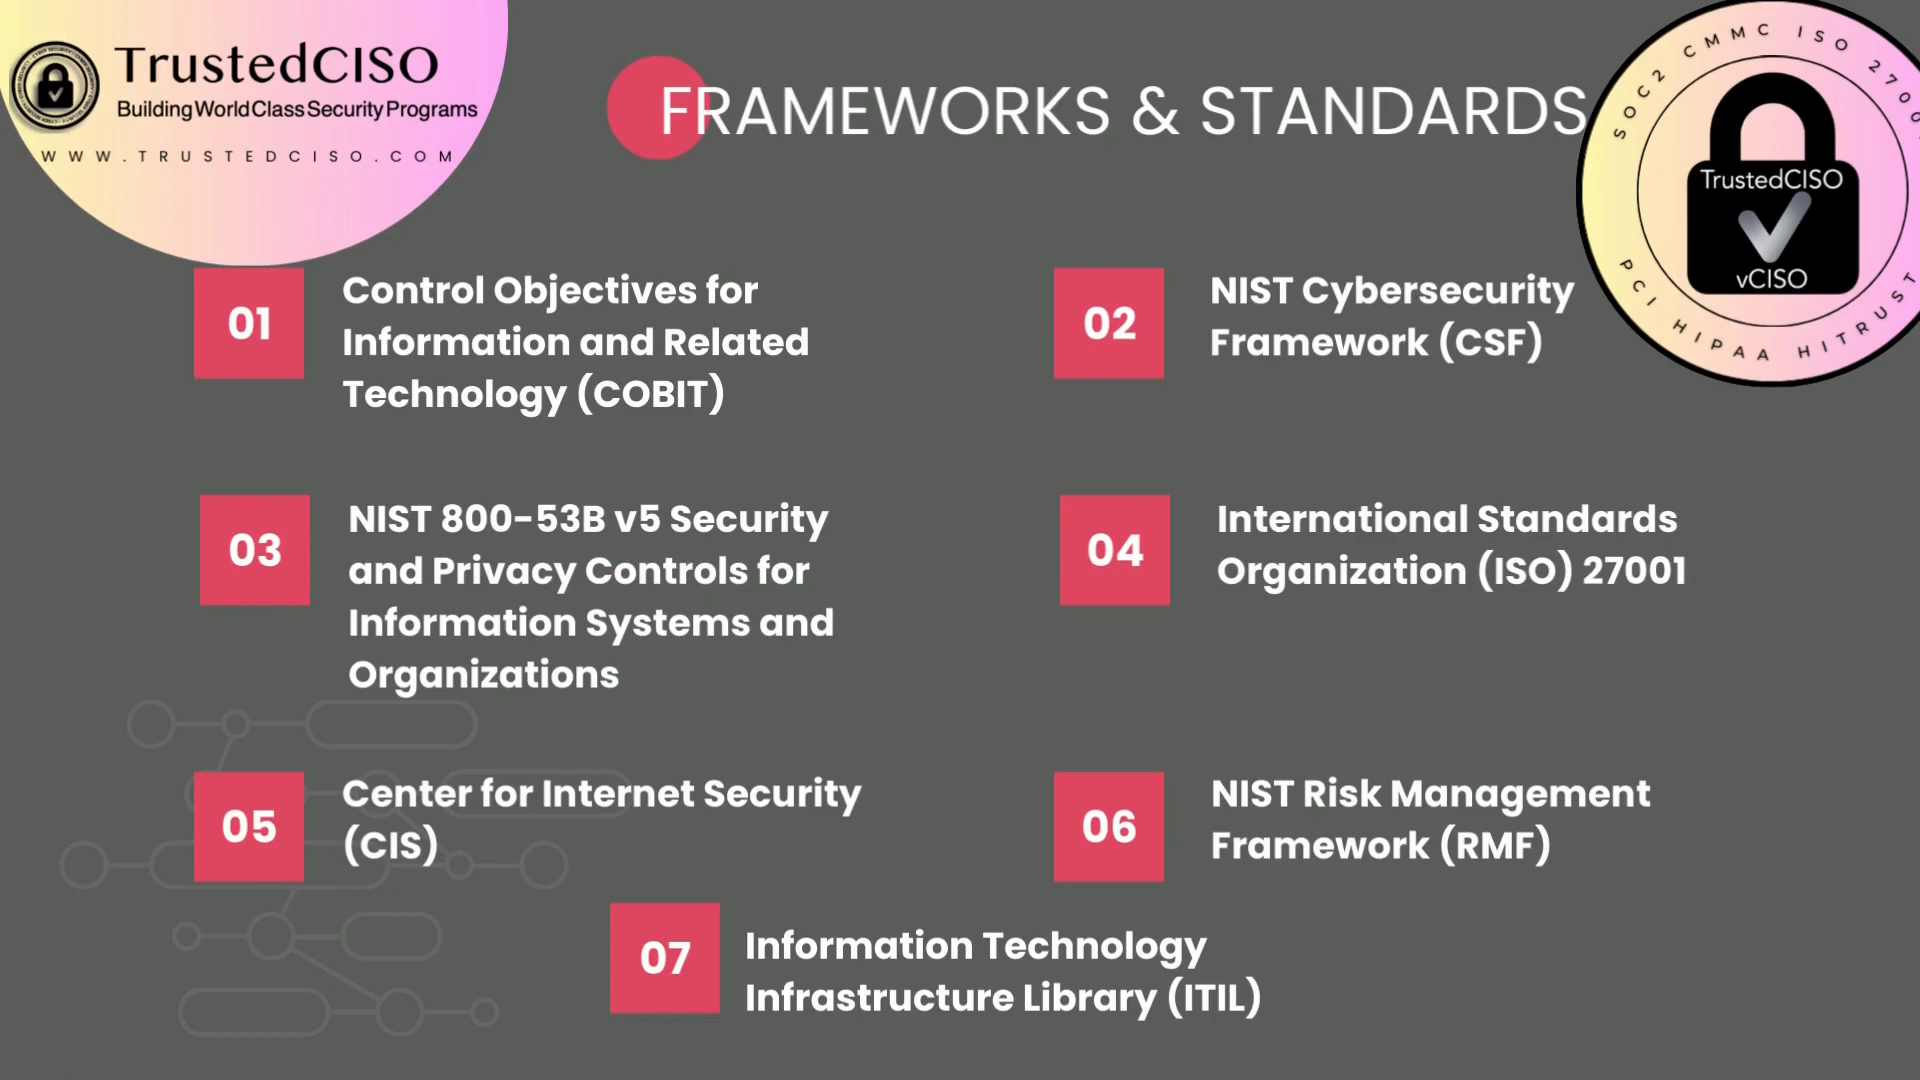 TrustedCISO
Building World Class Security Programs
WWW.TRUSTEDCISO.COM
FRAMEWORKS & STANDARDS
SOC2 CMMC ISO
TrustedCISO
vCISO
PCI HIPAA HITRUST
01
Control Objectives for
Information and Related
Technology (COBIT)
02
NIST Cybersecurity
Framework (CSF)
03
NIST 800-53B v5 Security
and Privacy Controls for
Information Systems and
Organizations
04
International Standards
Organization (ISO) 27001
05
Center for Internet Security
(CIS)
06
NIST Risk Management
Framework (RMF)
07
Information Technology
Infrastructure Library (ITIL)